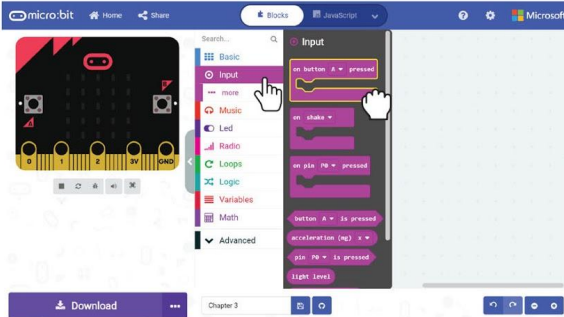 micro:bit Home Share Blocks JavaScript Microsoft
Search...
Basic
Input
more
Music
Led
Radio
Loops
Logic
Variables
Math
Advanced
Input
on button A pressed
on shake
on pin P0 pressed
button A is pressed
acceleration (mg) x
pin P0 is pressed
light level
A
B
0 1 2 3V GND
Download
Chapter 3